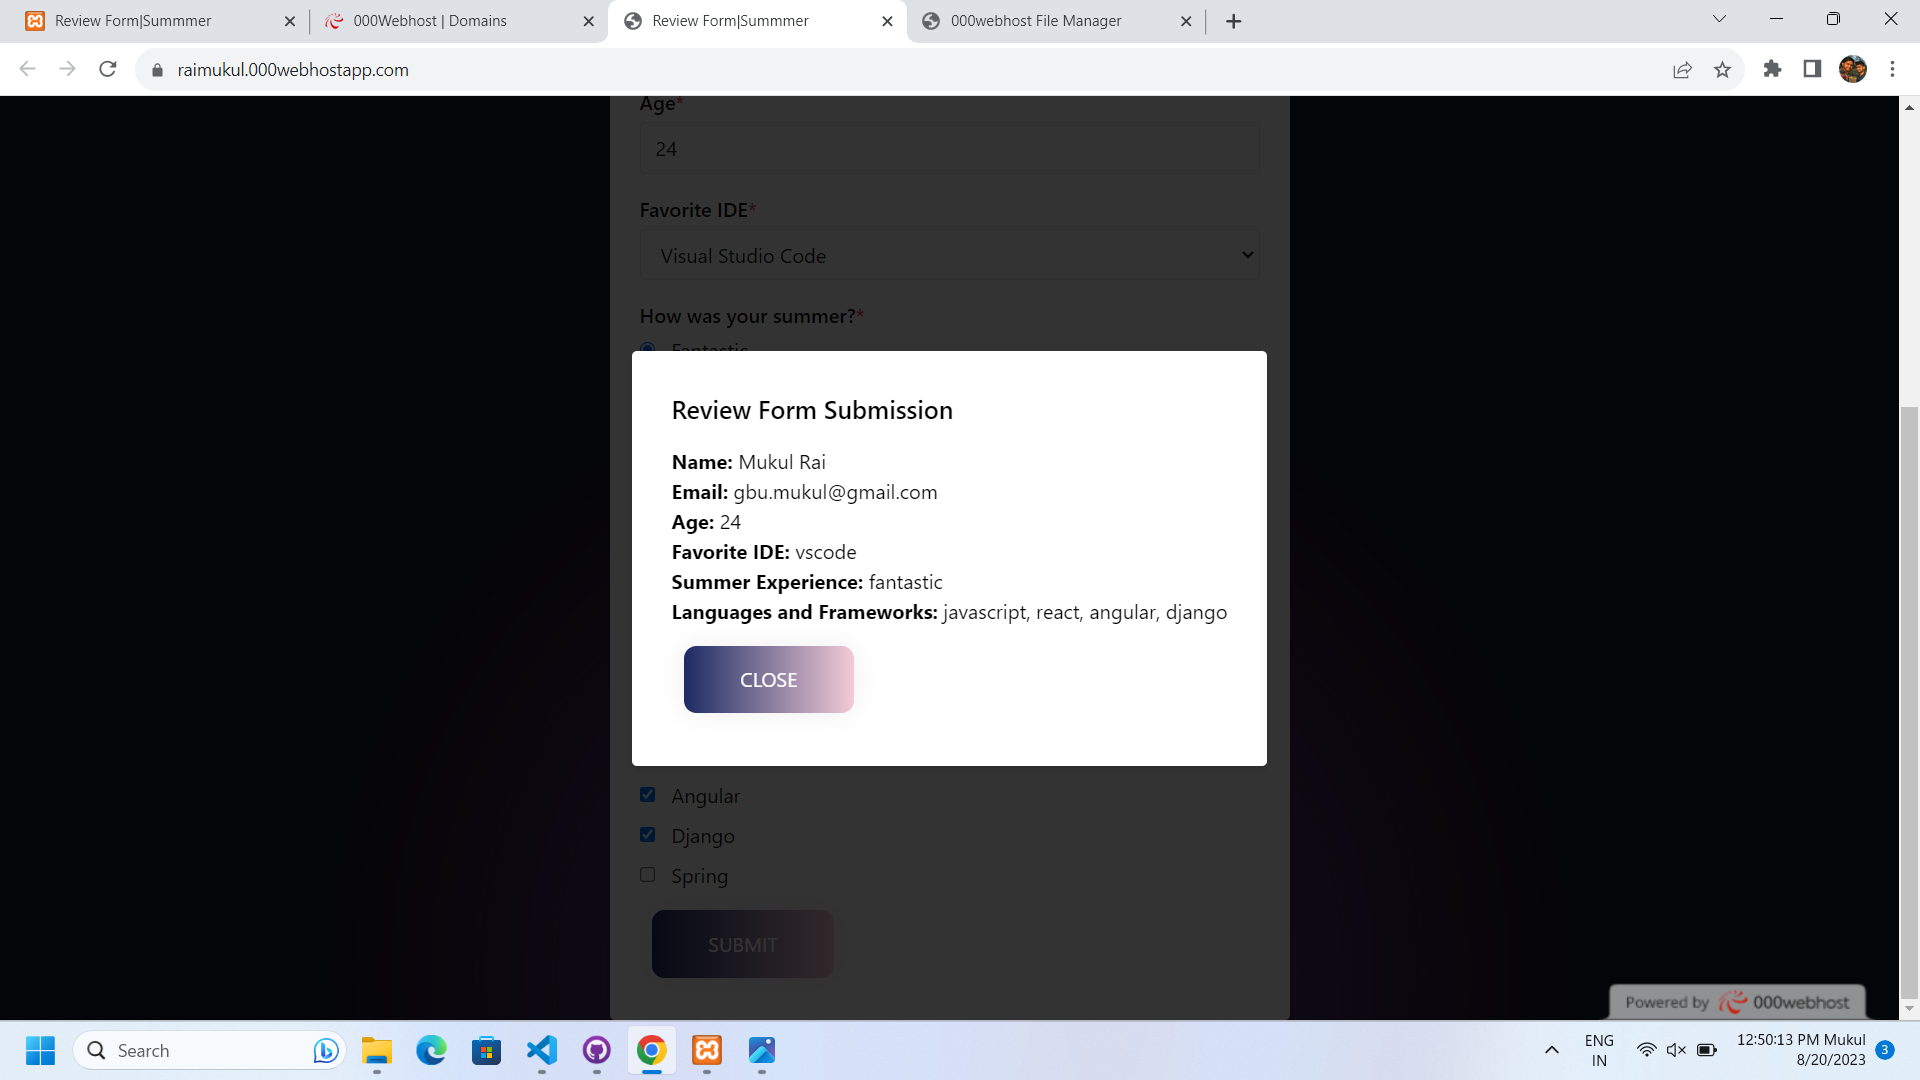 Review Form|Summmer
000Webhost | Domains
Review Form|Summmer
000webhost File Manager
raimukul.000webhostapp.com
Age*
24
Favorite IDE*
Visual Studio Code
How was your summer?*
Fantastic
Review Form Submission
Name: Mukul Rai
Email: gbu.mukul@gmail.com
Age: 24
Favorite IDE: vscode
Summer Experience: fantastic
Languages and Frameworks: javascript, react, angular, django
CLOSE
Angular
Django
Spring
SUBMIT
Powered by 000webhost
Search
ENG
IN
12:50:13 PM Mukul
8/20/2023
3